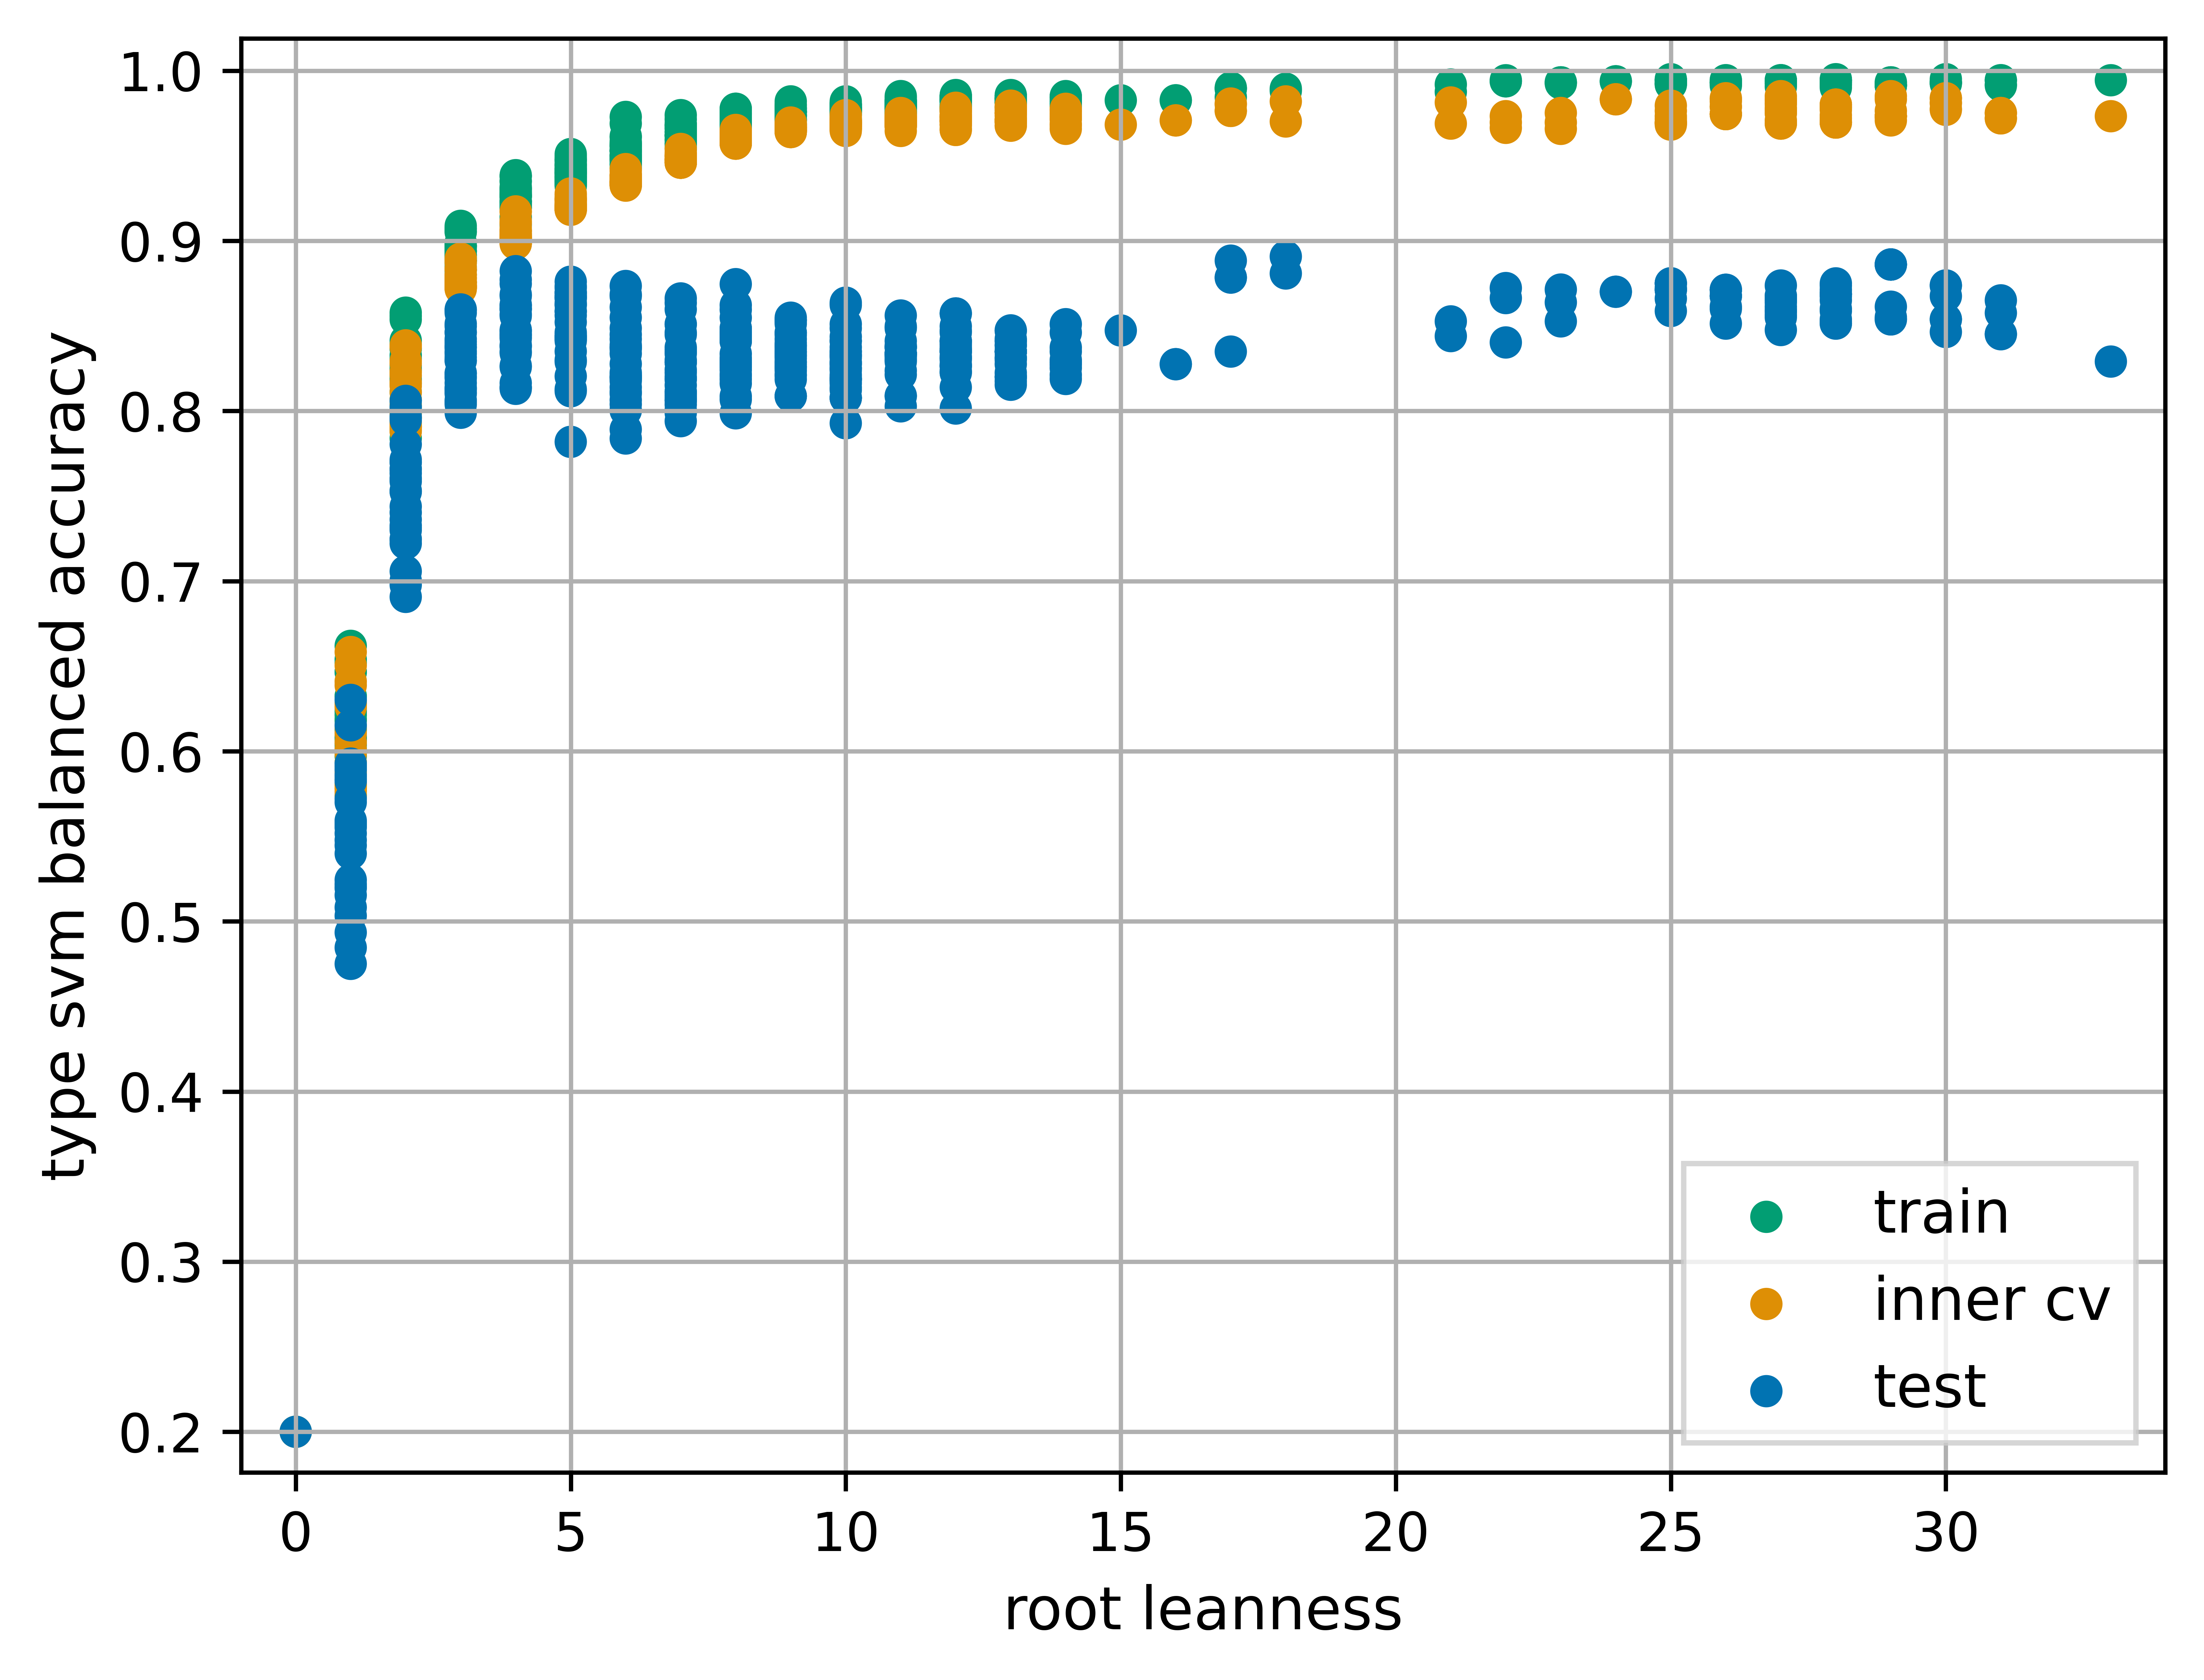 type svm balanced accuracy
1.0
0.9
0.8
0.7
0.6
0.5
0.4
0.3
0.2
train
inner cv
test
0 5 10 15 20 25 30
root leanness